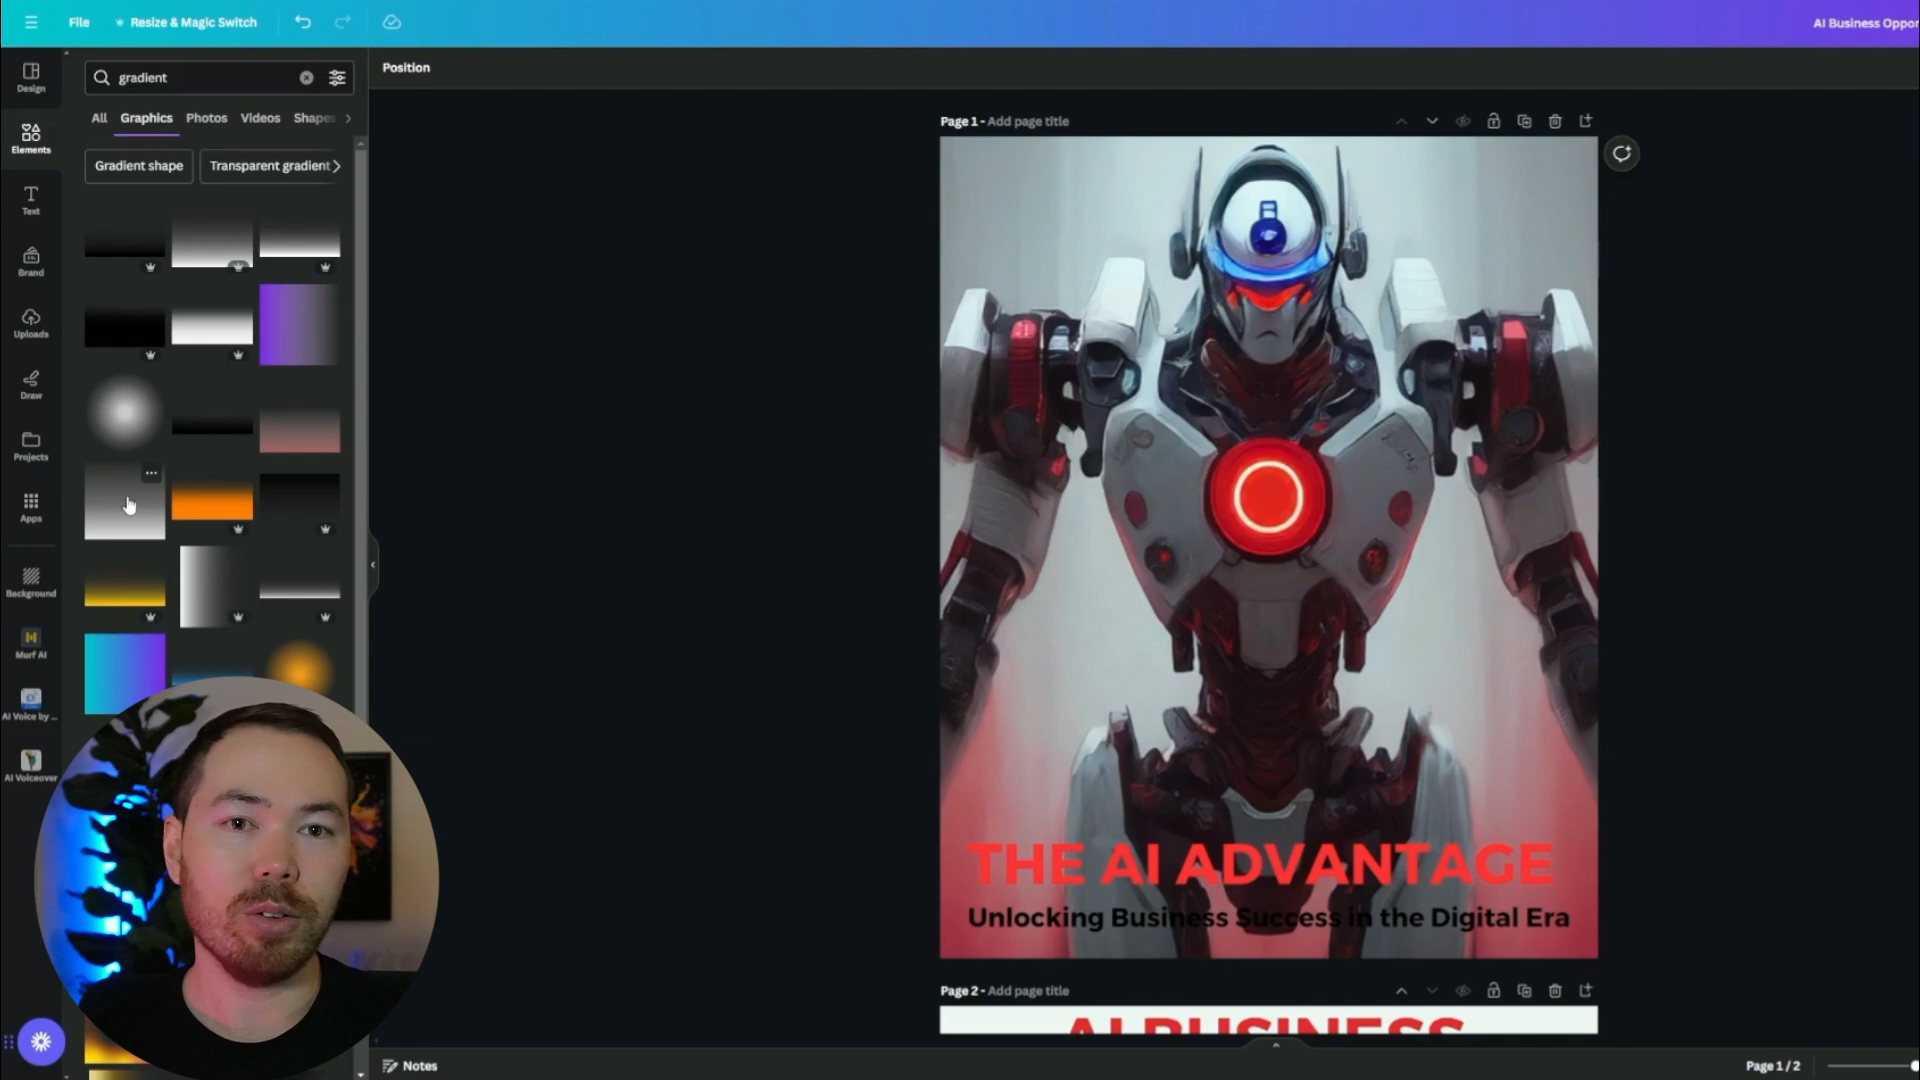 File
Resize & Magic Switch
AI Business Oppor
Design
Elements
Text
Brand
Uploads
Draw
Projects
Apps
Background
Murf AI
AI Voice by ...
AI Voiceover
gradient
All Graphics Photos Videos Shapes
Gradient shape
Transparent gradient
Position
Page 1 - Add page title
THE AI ADVANTAGE
Unlocking Business Success in the Digital Era
Page 2 - Add page title
AI BUSINESS
Notes
Page 1 / 2